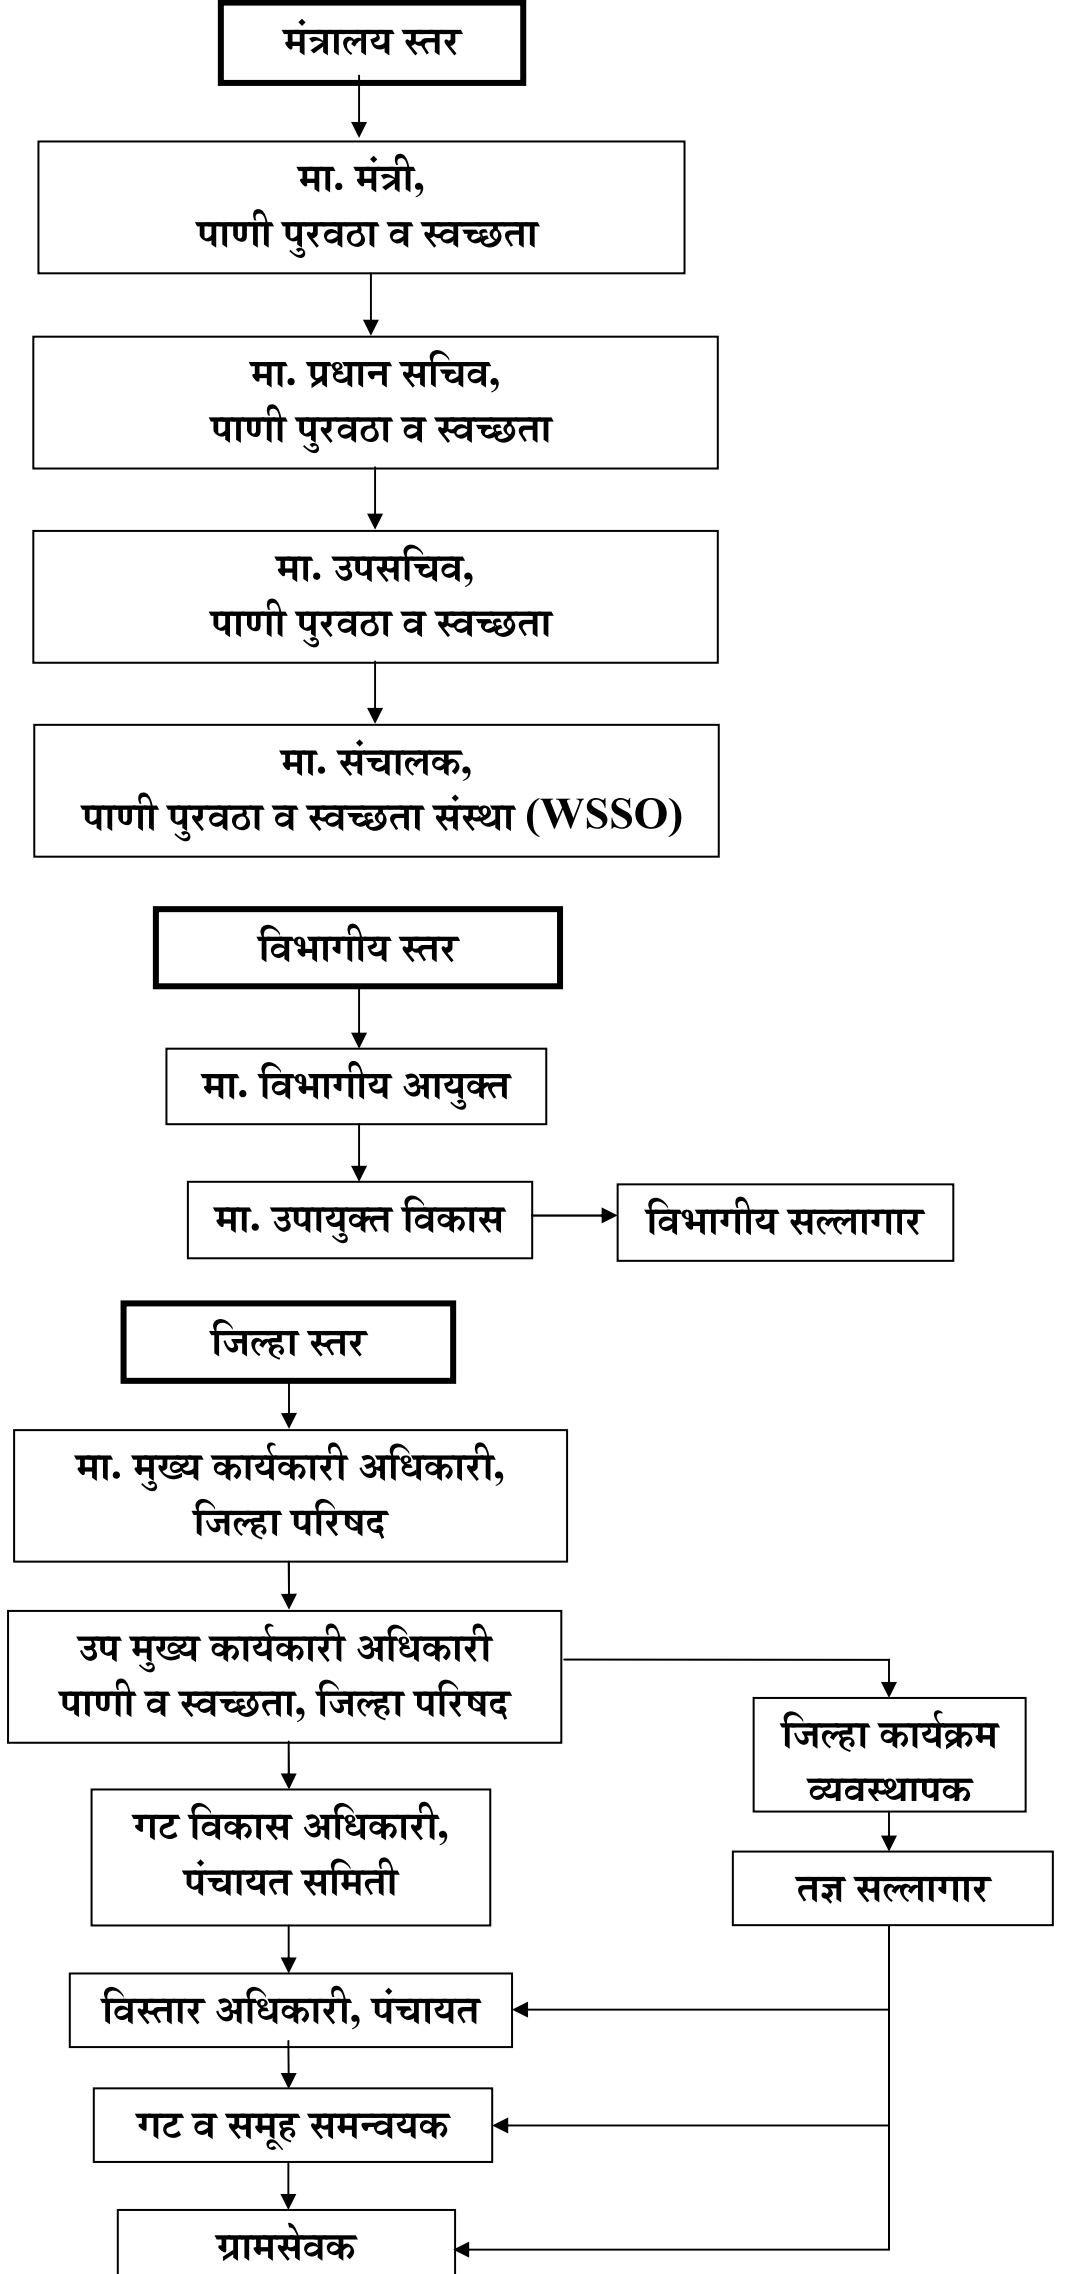 मंत्रालय स्तर
मा. मंत्री,
पाणी पुरवठा व स्वच्छता
मा. प्रधान सचिव,
पाणी पुरवठा व स्वच्छता
मा. उपसचिव,
पाणी पुरवठा व स्वच्छता
मा. संचालक,
पाणी पुरवठा व स्वच्छता संस्था (WSSO)
विभागीय स्तर
मा. विभागीय आयुक्त
मा. उपायुक्त विकास
विभागीय सल्लागार
जिल्हा स्तर
मा. मुख्य कार्यकारी अधिकारी,
जिल्हा परिषद
उप मुख्य कार्यकारी अधिकारी
पाणी व स्वच्छता, जिल्हा परिषद
जिल्हा कार्यक्रम
व्यवस्थापक
गट विकास अधिकारी,
पंचायत समिती
तज्ञ सल्लागार
विस्तार अधिकारी, पंचायत
गट व समूह समन्वयक
ग्रामसेवक